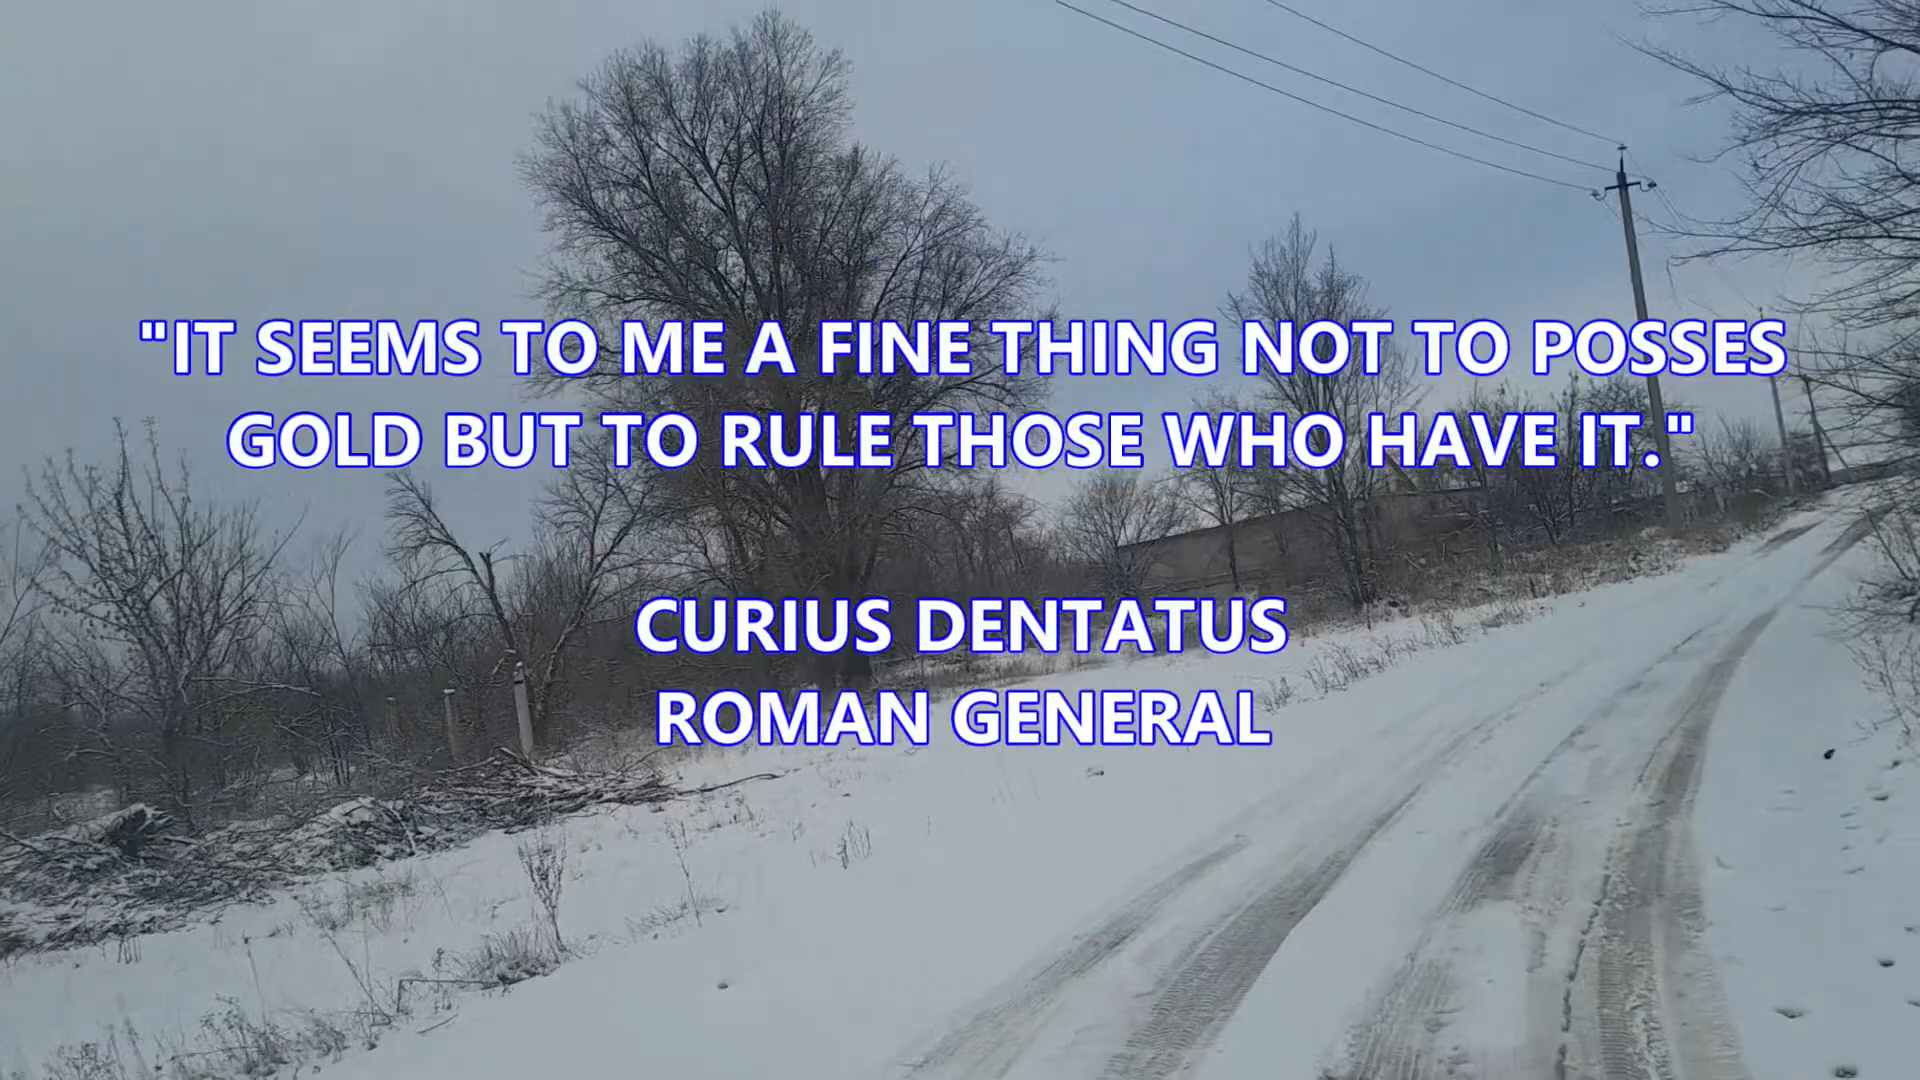 "IT SEEMS TO ME A FINE THING NOT TO POSSES
GOLD BUT TO RULE THOSE WHO HAVE IT."
CURIUS DENTATUS
ROMAN GENERAL